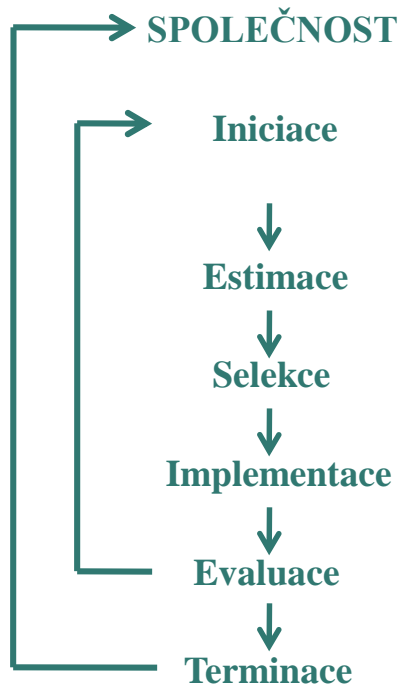 SPOLEČNOST
Iniciace
Estimace
Selekce
Implementace
Evaluace
Terminace